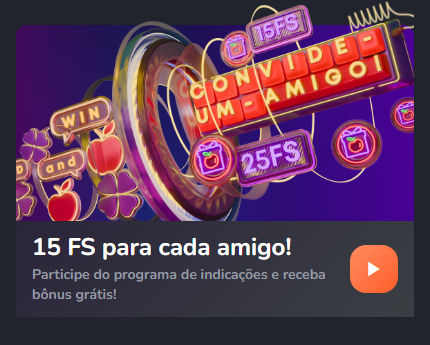 15FS
CONVIDE-
UM-AMIGO!
WIN
and
25FS
15 FS para cada amigo!
Participe do programa de indicações e receba
bônus grátis!